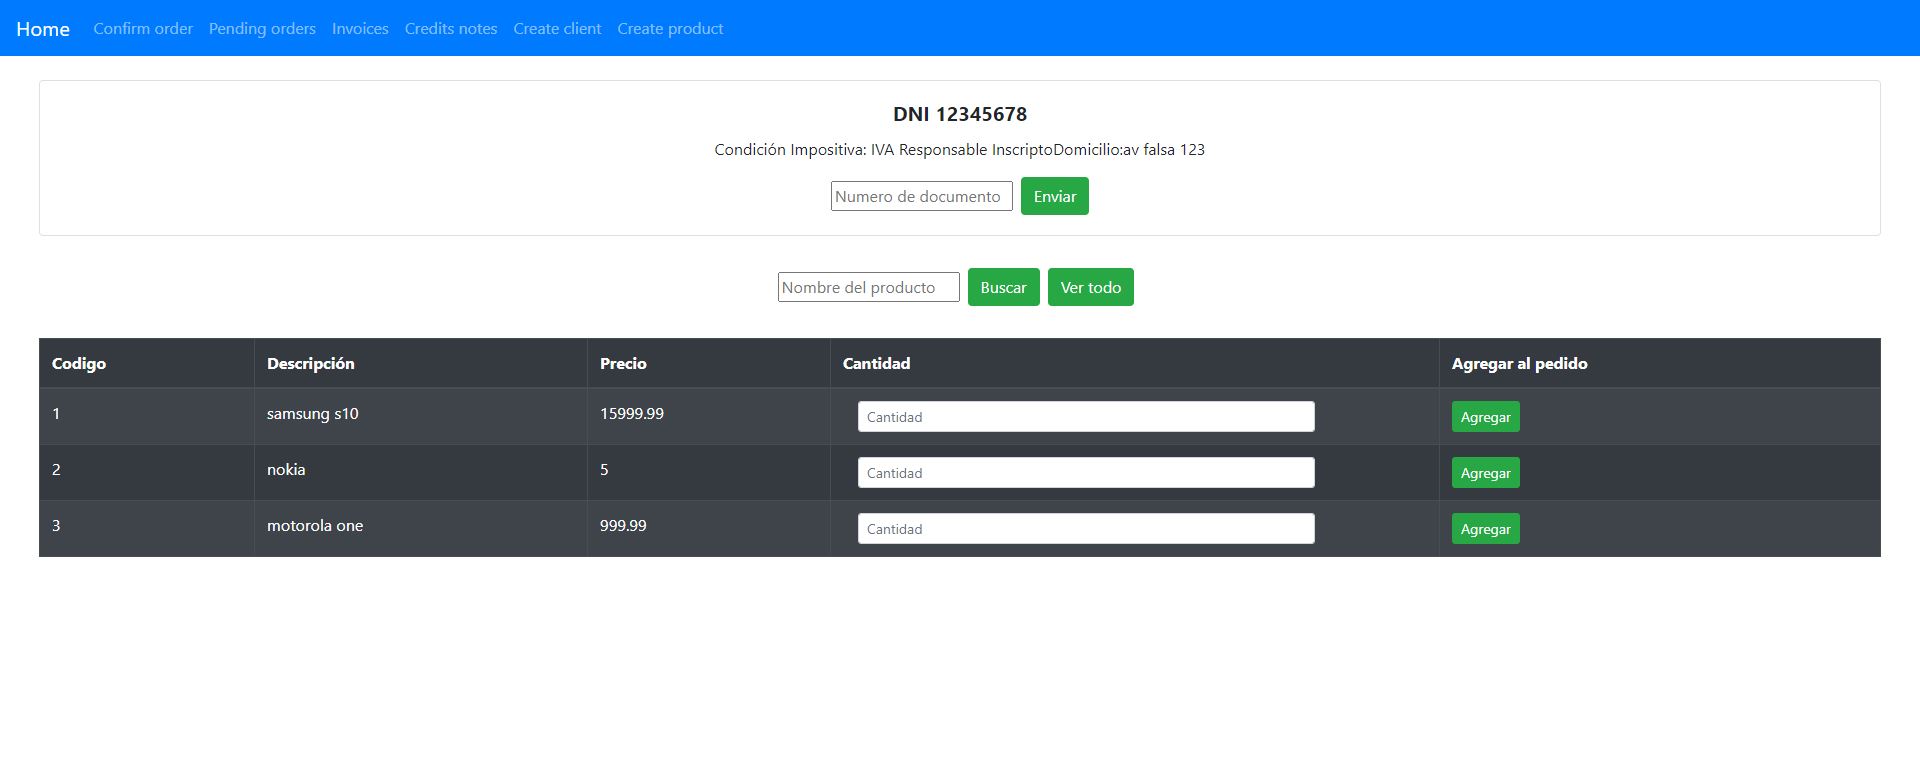 Home Confirm order Pending orders Invoices Credits notes Create client Create product
DNI 12345678
Condición Impositiva: IVA Responsable InscriptoDomicilio:av falsa 123
Numero de documento Enviar
Nombre del producto Buscar Ver todo
Codigo Descripción Precio Cantidad Agregar al pedido
1 samsung s10 15999.99 Cantidad Agregar
2 nokia 5 Cantidad Agregar
3 motorola one 999.99 Cantidad Agregar